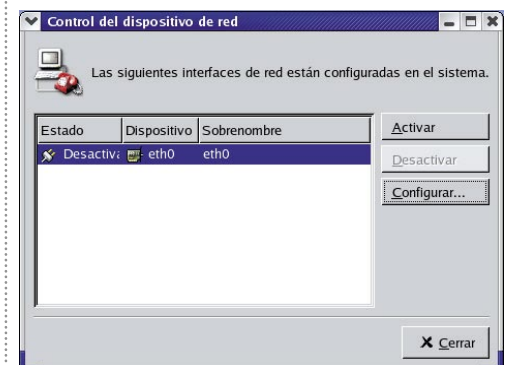 Control del dispositivo de red
Las siguientes interfaces de red están configuradas en el sistema.
Estado Dispositivo Sobrenombre
Desactiva eth0 eth0
Activar
Desactivar
Configurar...
Cerrar